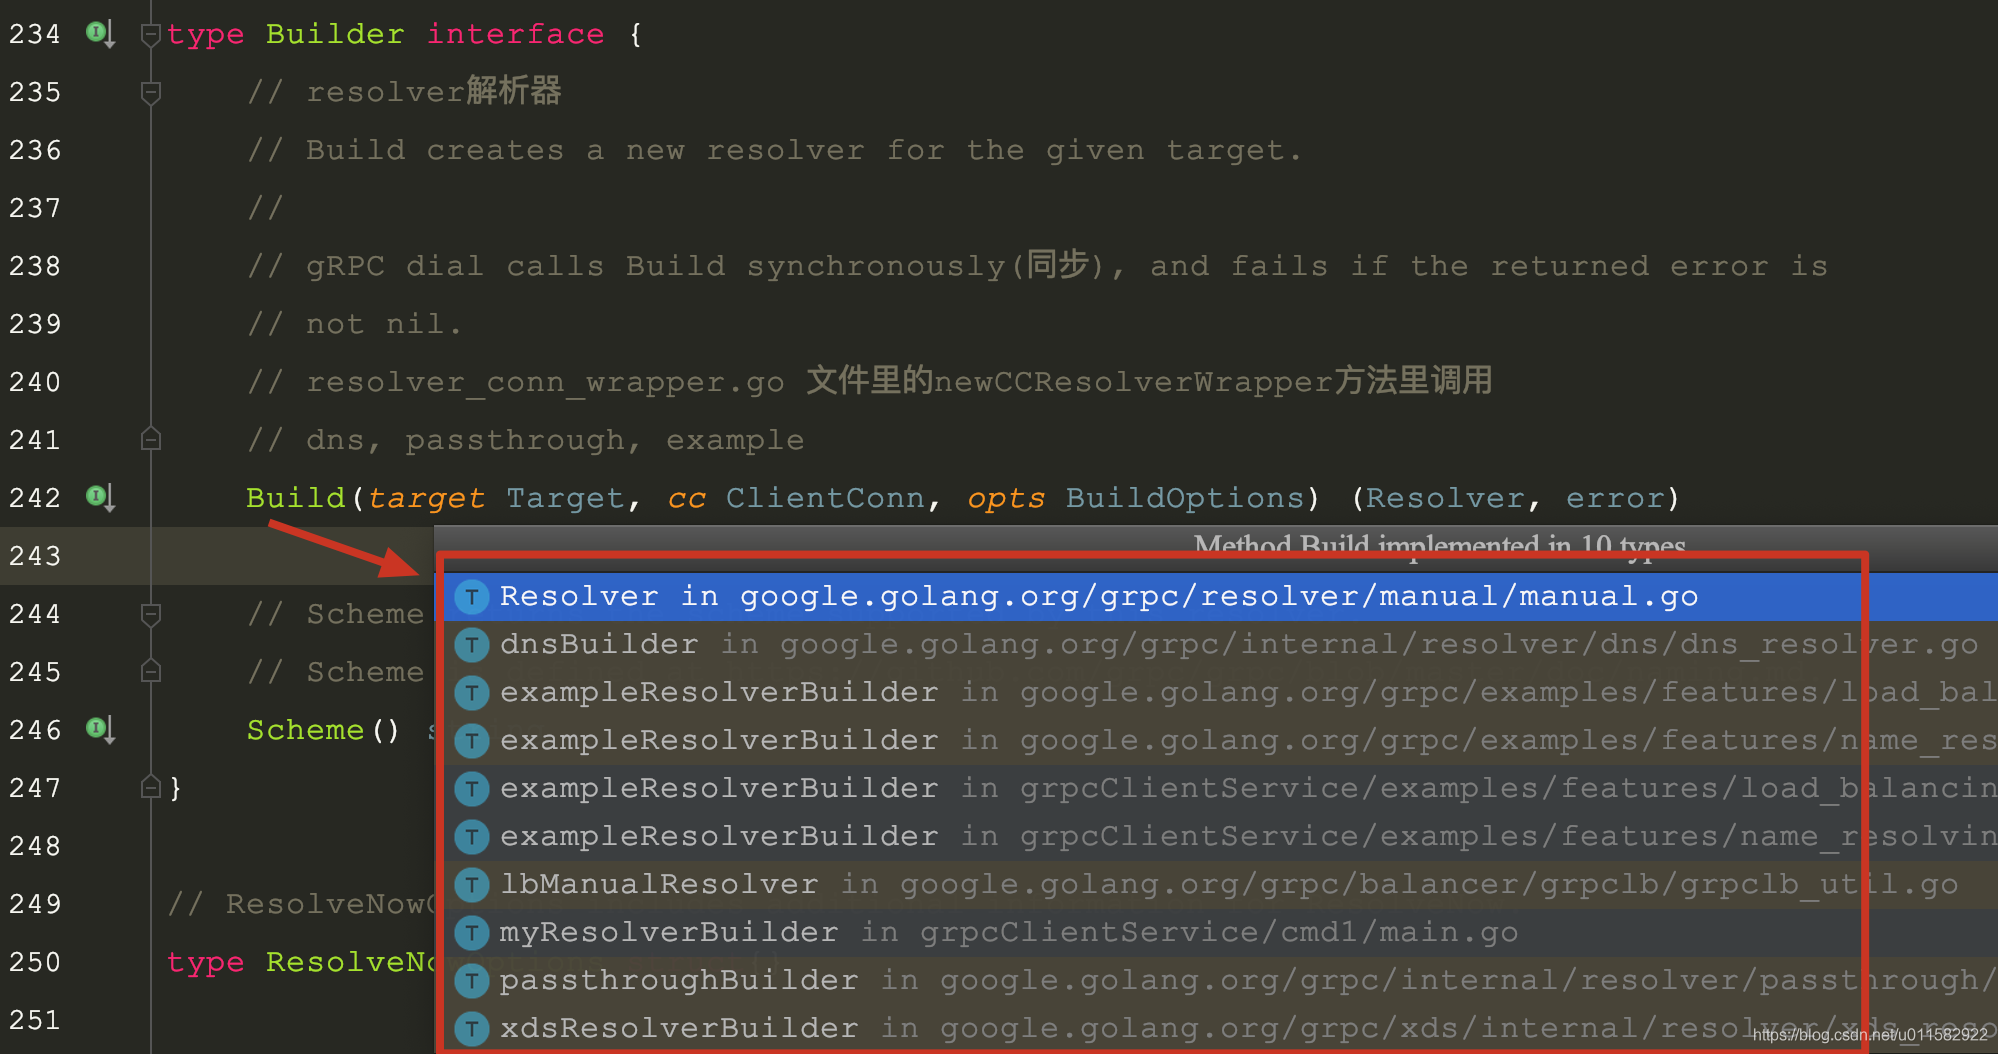 234 type Builder interface {
235 // resolver解析器
236 // Build creates a new resolver for the given target.
237 //
238 // gRPC dial calls Build synchronously(同步), and fails if the returned error is
239 // not nil.
240 // resolver_conn_wrapper.go 文件里的newCCResolverWrapper方法里调用
241 // dns, passthrough, example
242 Build(target Target, cc ClientConn, opts BuildOptions) (Resolver, error)
243
Method Build implemented in 10 types
T Resolver in google.golang.org/grpc/resolver/manual/manual.go
T dnsBuilder in google.golang.org/grpc/internal/resolver/dns/dns_resolver.go
244 // Scheme
245 // Scheme
T exampleResolverBuilder in google.golang.org/grpc/examples/features/load_bal
246 Scheme() s
T exampleResolverBuilder in google.golang.org/grpc/examples/features/name_res
247 }
T exampleResolverBuilder in grpcClientService/examples/features/load_balancin
248
T exampleResolverBuilder in grpcClientService/examples/features/name_resolvin
T lbManualResolver in google.golang.org/grpc/balancer/grpclb/grpclb_util.go
249 // ResolveNow
T myResolverBuilder in grpcClientService/cmd1/main.go
250 type ResolveNo
T passthroughBuilder in google.golang.org/grpc/internal/resolver/passthrough/
251
T xdsResolverBuilder in google.golang.org/grpc/xds/internal/resolver/xds_reso
https://blog.csdn.net/u011582922